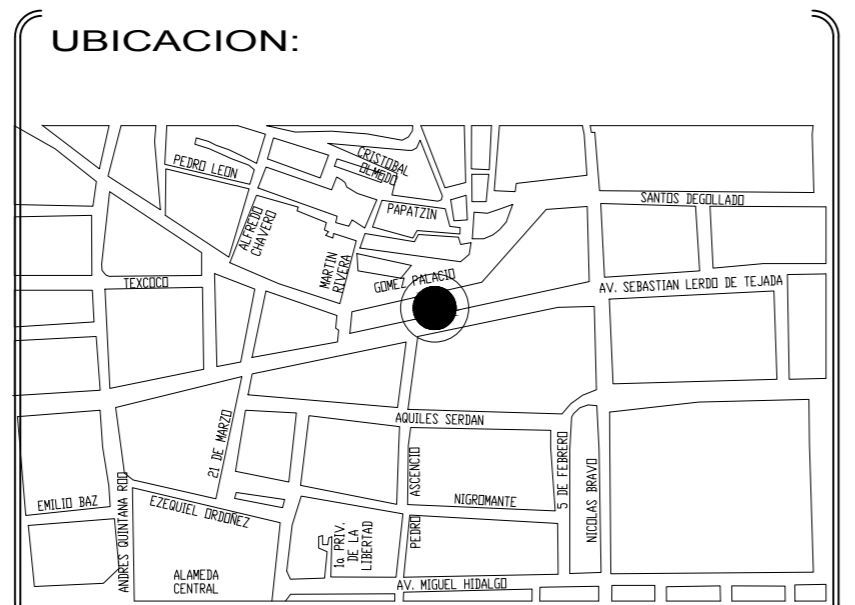 UBICACION:
CRISTOBAL
OLMODO
PEDRO LEON
SANTOS DEGOLLADO
PAPATZIN
ALFREDO
CHAVERO
MARTIN
RIVERA
GOMEZ PALACIO
TEXCOCO
AV. SEBASTIAN LERDO DE TEJADA
AQUILES SERDAN
21 DE MARZO
5 DE FEBRERO
NICOLAS BRAVO
PEDRO ASCENCIO
NIGROMANTE
EMILIO BAZ
ANDRES QUINTANA ROO
EZEQUIEL ORDOÑEZ
1a PRIV.
DE LA
LIBERTAD
ALAMEDA
CENTRAL
AV. MIGUEL HIDALGO